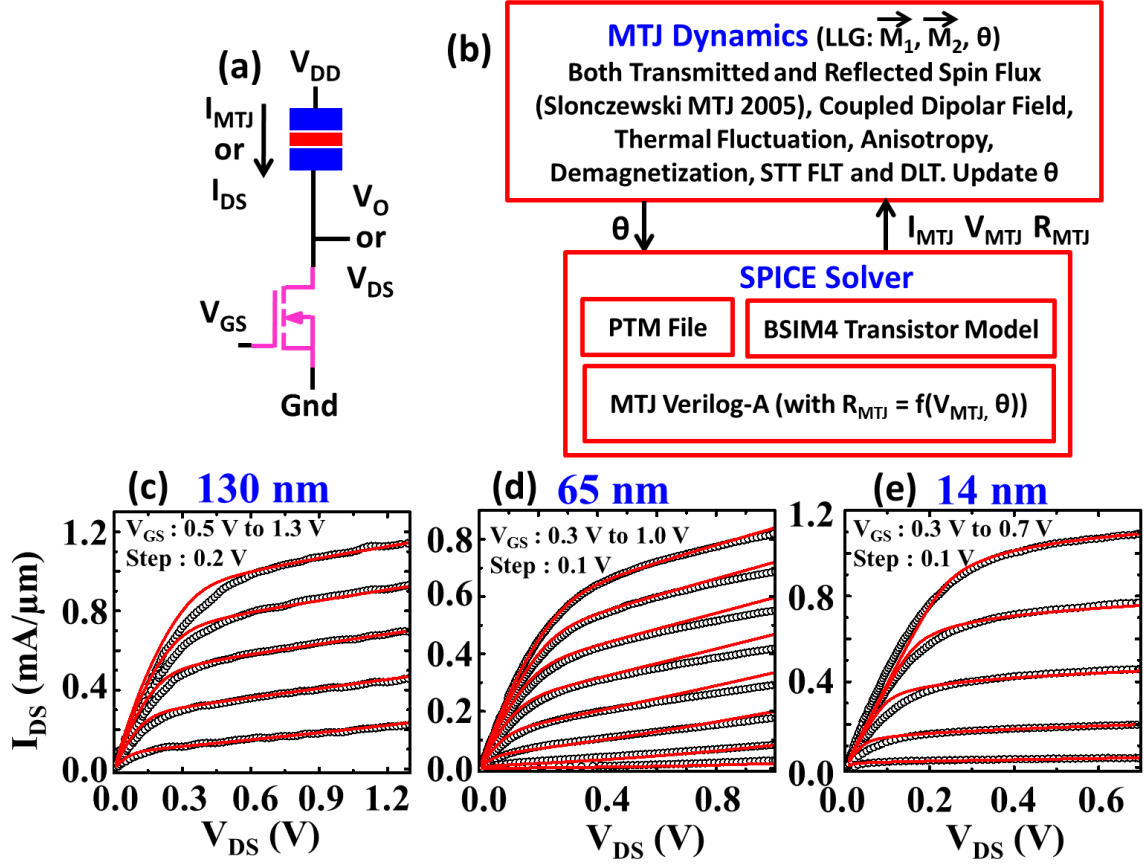 (a)
V_DD
I_MTJ
or
I_DS
V_O
or
V_DS
V_GS
Gnd
(b)
MTJ Dynamics (LLG: M₁, M₂, θ)
Both Transmitted and Reflected Spin Flux
(Slonczewski MTJ 2005), Coupled Dipolar Field,
Thermal Fluctuation, Anisotropy,
Demagnetization, STT FLT and DLT. Update θ
θ
I_MTJ V_MTJ R_MTJ
SPICE Solver
PTM File
BSIM4 Transistor Model
MTJ Verilog-A (with R_MTJ = f(V_MTJ, θ))
(c) 130 nm
V_GS : 0.5 V to 1.3 V
Step : 0.2 V
1.2
0.8
0.4
0.0
I_DS (mA/µm)
0.0 0.3 0.6 0.9 1.2
V_DS (V)
(d) 65 nm
V_GS : 0.3 V to 1.0 V
Step : 0.1 V
0.8
0.6
0.4
0.2
0.0
0.0 0.4 0.8
V_DS (V)
(e) 14 nm
V_GS : 0.3 V to 0.7 V
Step : 0.1 V
1.2
0.8
0.4
0.0
0.0 0.2 0.4 0.6
V_DS (V)